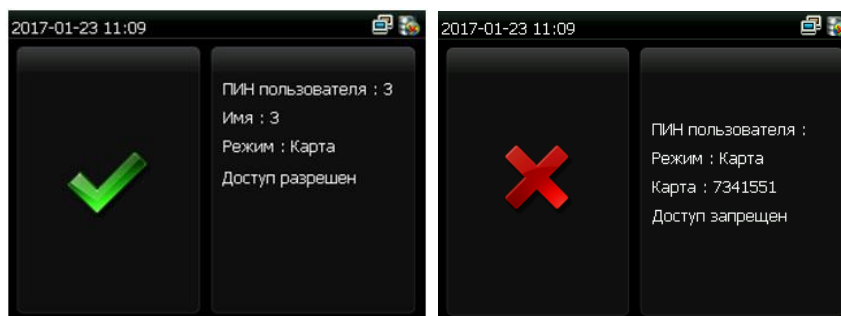 2017-01-23 11:09
ПИН пользователя : 3
Имя : 3
Режим : Карта
Доступ разрешен
2017-01-23 11:09
ПИН пользователя :
Режим : Карта
Карта : 7341551
Доступ запрещен